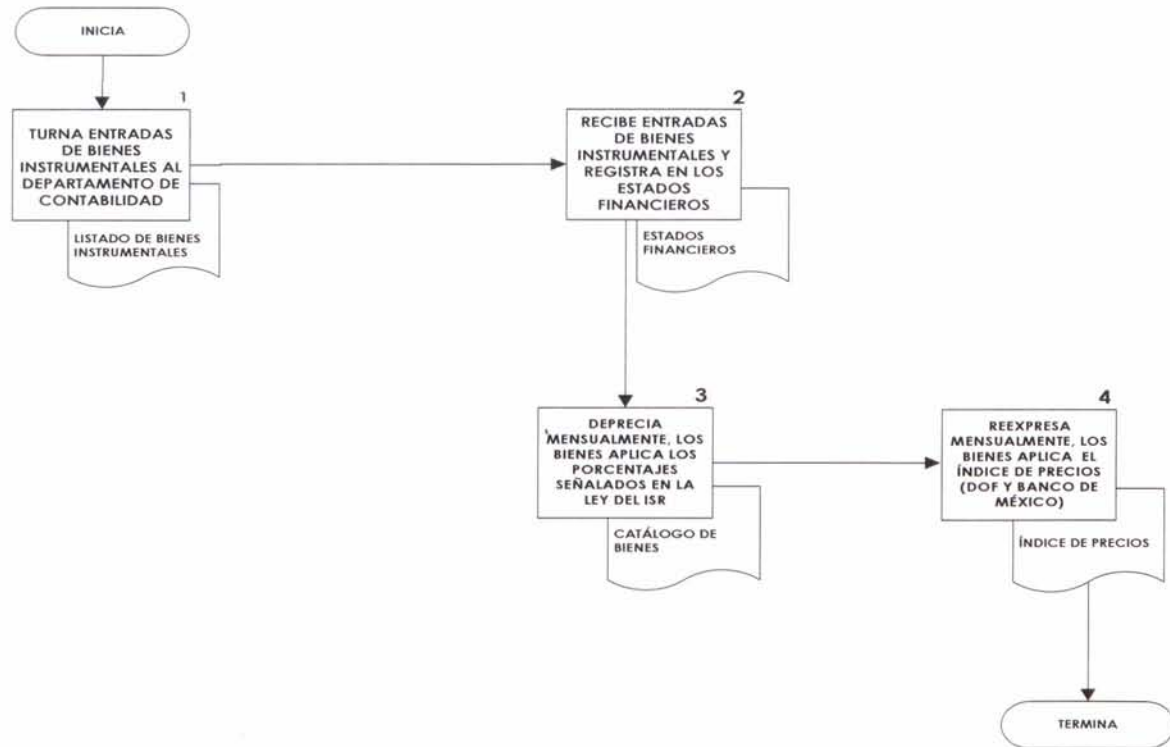 INICIA
1
TURNA ENTRADAS
DE BIENES
INSTRUMENTALES AL
DEPARTAMENTO DE
CONTABILIDAD
LISTADO DE BIENES
INSTRUMENTALES
2
RECIBE ENTRADAS
DE BIENES
INSTRUMENTALES Y
REGISTRA EN LOS
ESTADOS
FINANCIEROS
ESTADOS
FINANCIEROS
3
DEPRECIA
MENSUALMENTE, LOS
BIENES APLICA LOS
PORCENTAJES
SEÑALADOS EN LA
LEY DEL ISR
CATÁLOGO DE
BIENES
4
REEXPRESA
MENSUALMENTE, LOS
BIENES APLICA EL
ÍNDICE DE PRECIOS
(DOF Y BANCO DE
MÉXICO)
ÍNDICE DE PRECIOS
TERMINA